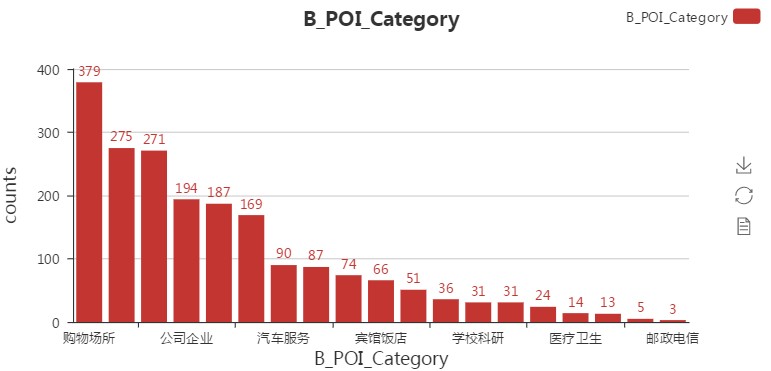 B_POI_Category
B_POI_Category
counts
400
300
200
100
0
379
275
271
194
187
169
90
87
74
66
51
36
31
31
24
14
13
5
3
购物场所
公司企业
汽车服务
宾馆饭店
学校科研
医疗卫生
邮政电信
B_POI_Category